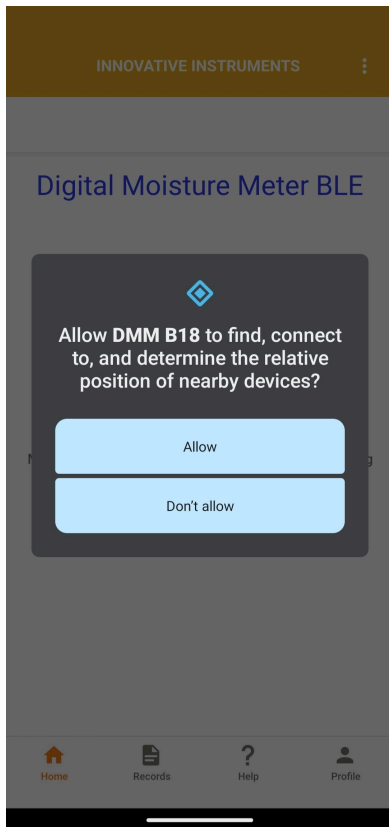 INNOVATIVE INSTRUMENTS
Digital Moisture Meter BLE
Allow DMM B18 to find, connect
to, and determine the relative
position of nearby devices?
Allow
Don't allow
Home
Records
Help
Profile